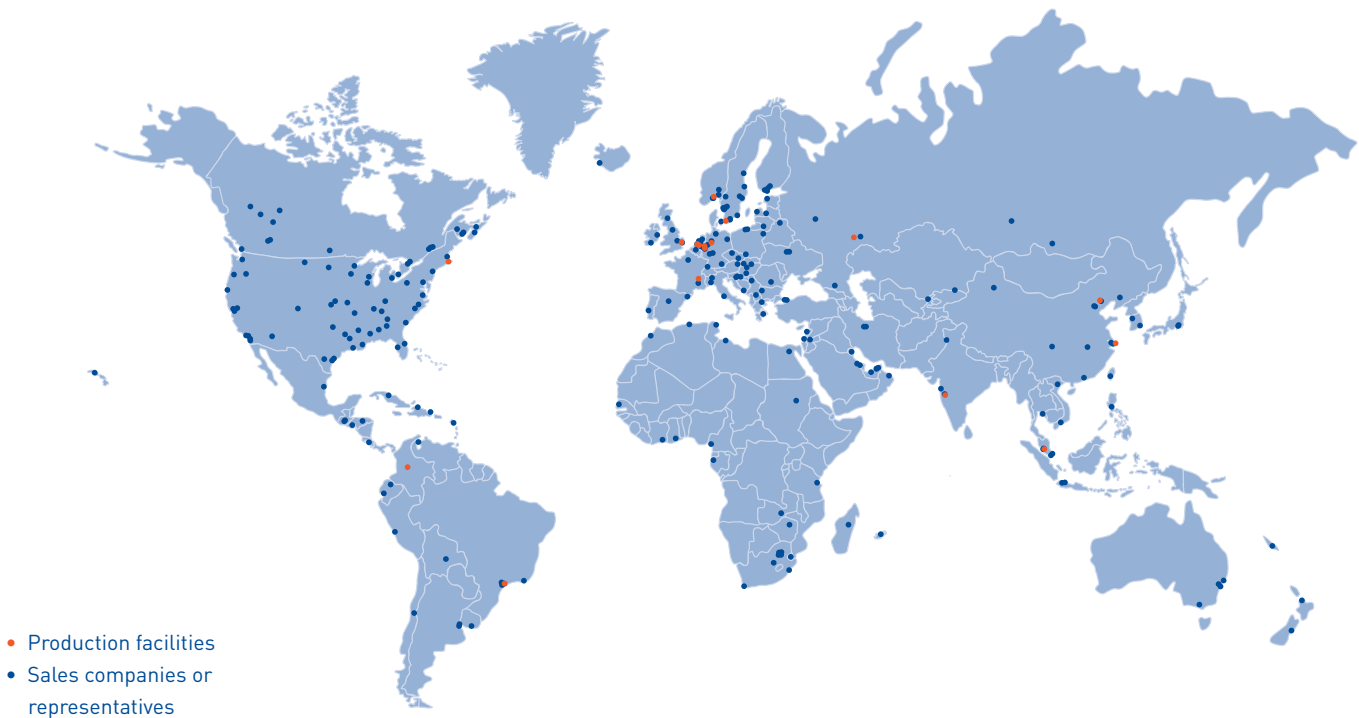 Production facilities
Sales companies or
representatives